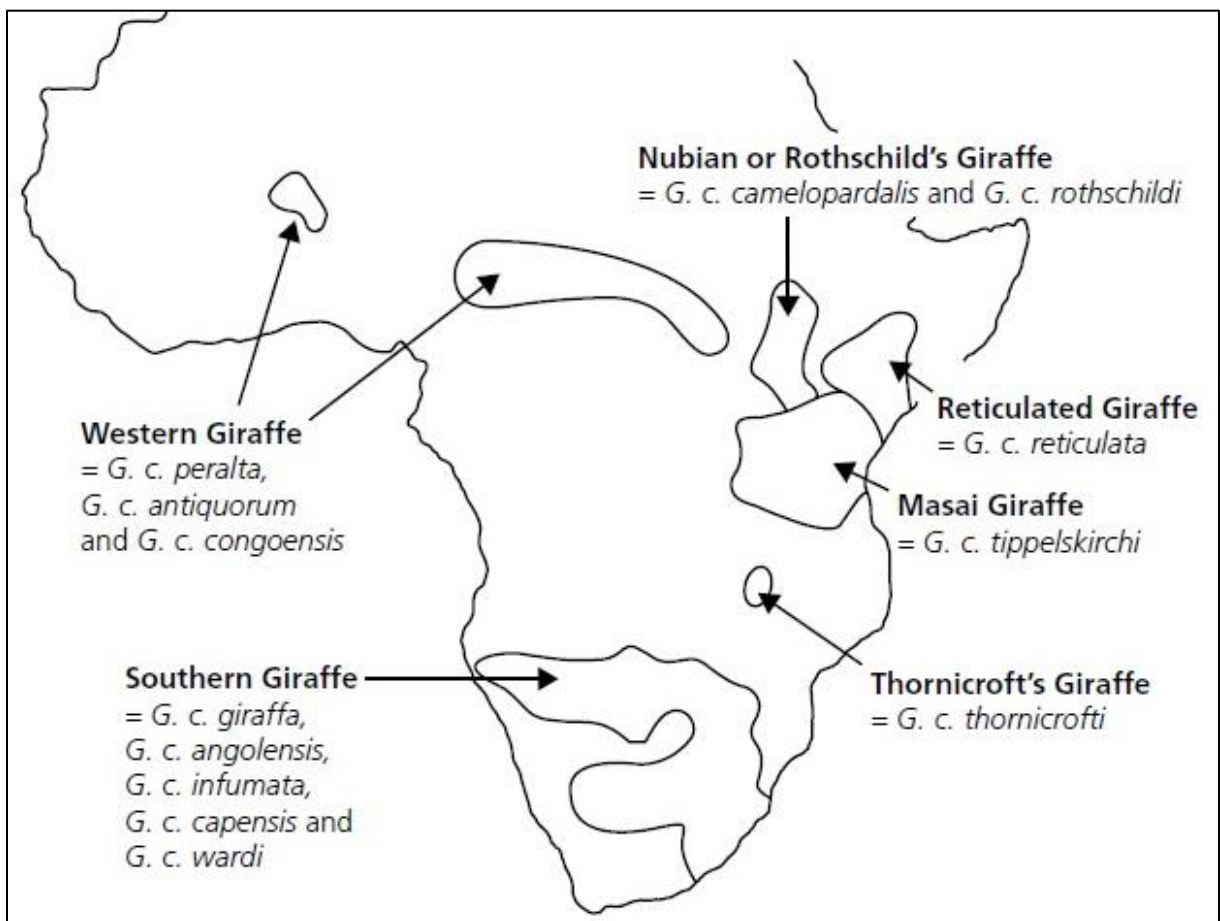 Nubian or Rothschild's Giraffe
= G. c. camelopardalis and G. c. rothschildi
Western Giraffe
= G. c. peralta,
G. c. antiquorum
and G. c. congoensis
Reticulated Giraffe
= G. c. reticulata
Masai Giraffe
= G. c. tippelskirchi
Southern Giraffe
= G. c. giraffa,
G. c. angolensis,
G. c. infumata,
G. c. capensis and
G. c. wardi
Thornicroft's Giraffe
= G. c. thornicrofti